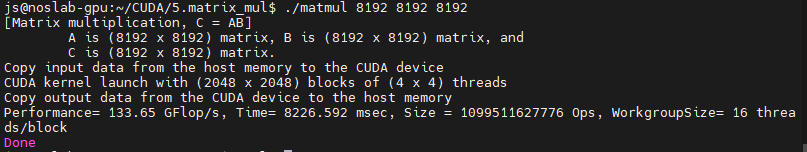 js@noslab-gpu:~/CUDA/5.matrix_mul$ ./matmul 8192 8192 8192
[Matrix multiplication, C = AB]
        A is (8192 x 8192) matrix, B is (8192 x 8192) matrix, and
        C is (8192 x 8192) matrix.
Copy input data from the host memory to the CUDA device
CUDA kernel launch with (2048 x 2048) blocks of (4 x 4) threads
Copy output data from the CUDA device to the host memory
Performance= 133.65 GFlop/s, Time= 8226.592 msec, Size = 1099511627776 Ops, WorkgroupSize= 16 threa
ds/block
Done